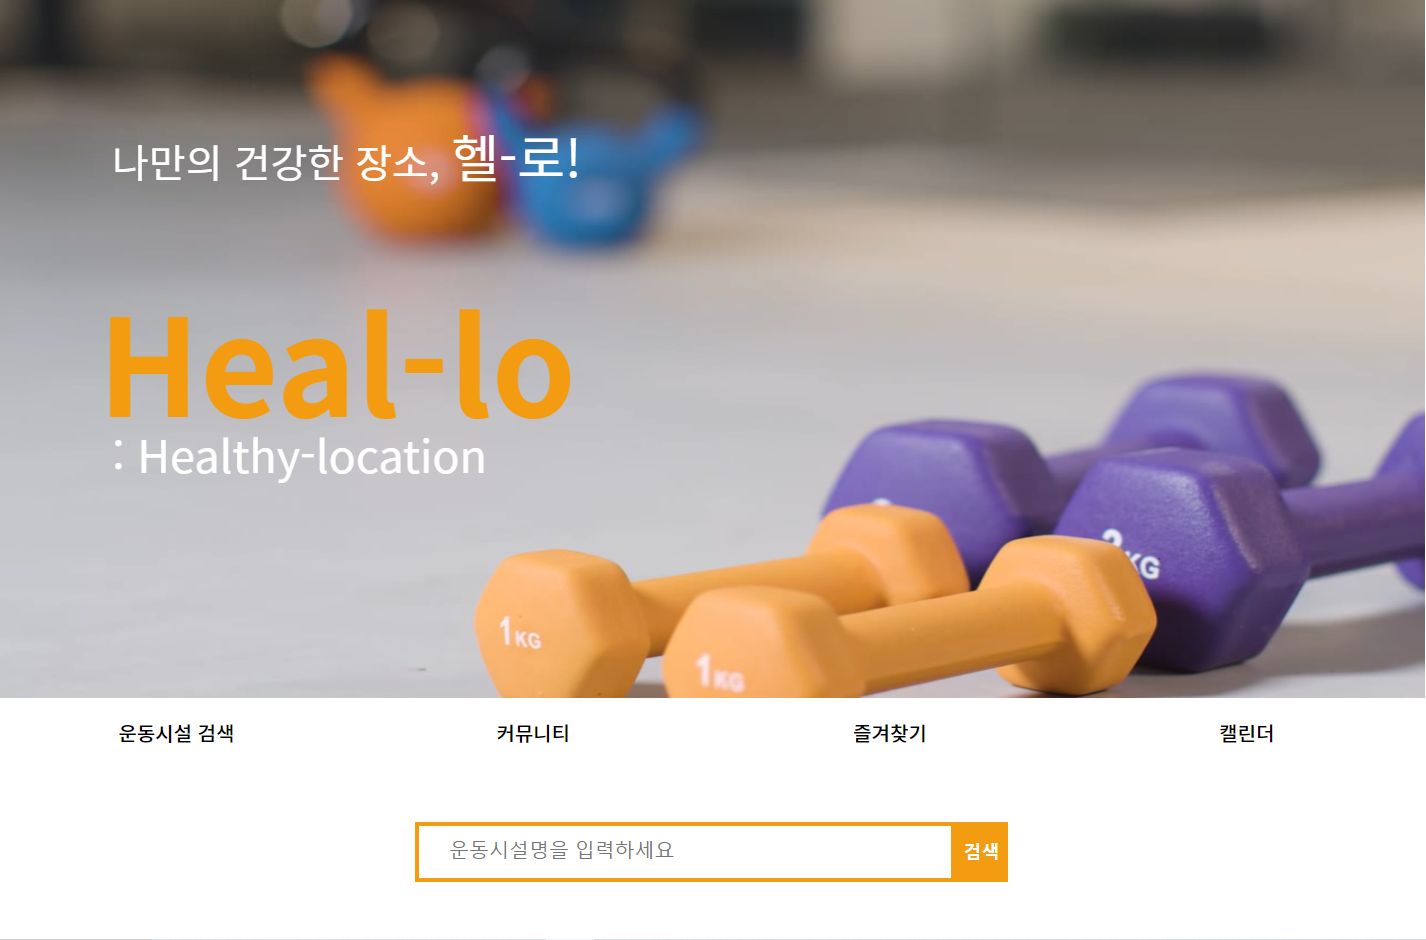 나만의 건강한 장소, 헬-로!
Heal-lo
: Healthy-location
2KG
1KG
1KG
운동시설 검색
커뮤니티
즐겨찾기
캘린더
운동시설명을 입력하세요
검색